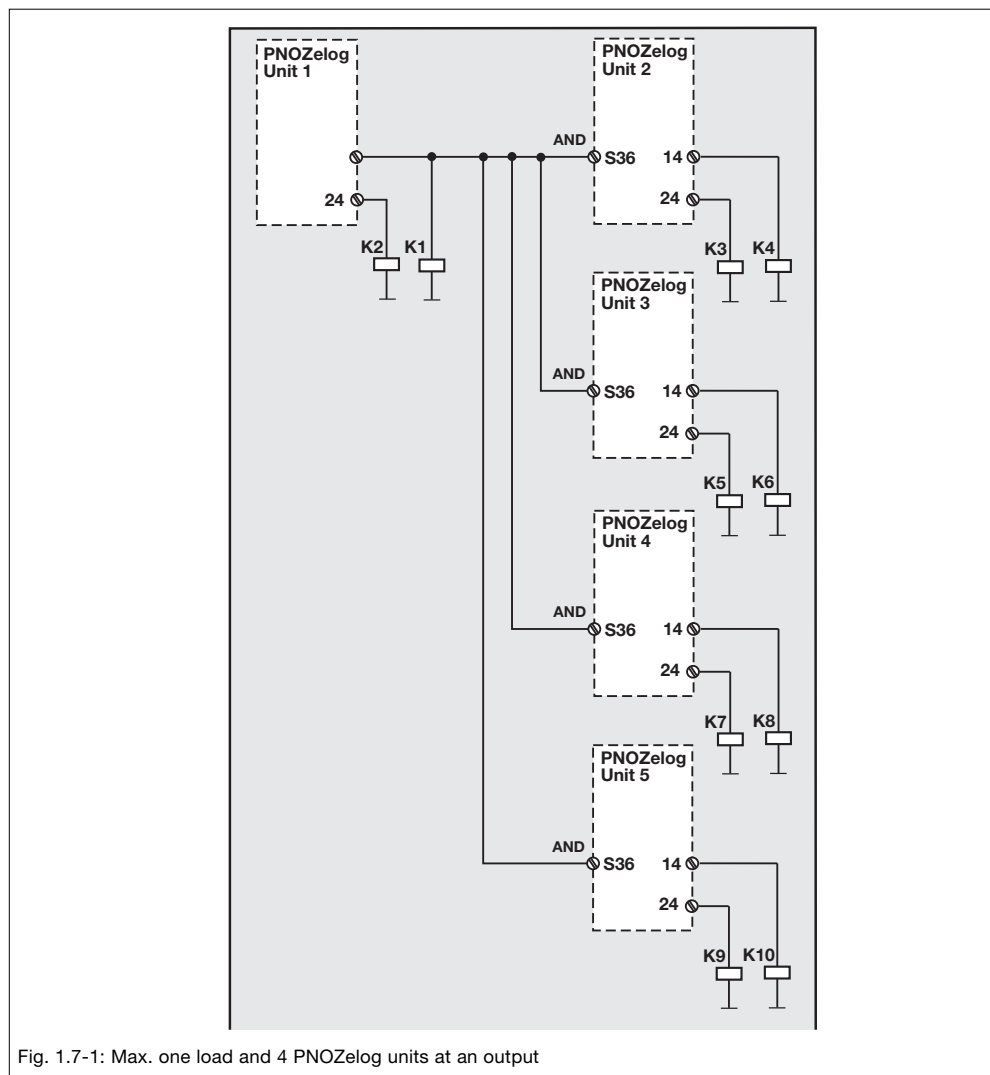 PNOZelog
Unit 1
24
K2
K1
AND
PNOZelog
Unit 2
S36
14
24
K3
K4
AND
PNOZelog
Unit 3
S36
14
24
K5
K6
AND
PNOZelog
Unit 4
S36
14
24
K7
K8
AND
PNOZelog
Unit 5
S36
14
24
K9
K10
Fig. 1.7-1: Max. one load and 4 PNOZelog units at an output